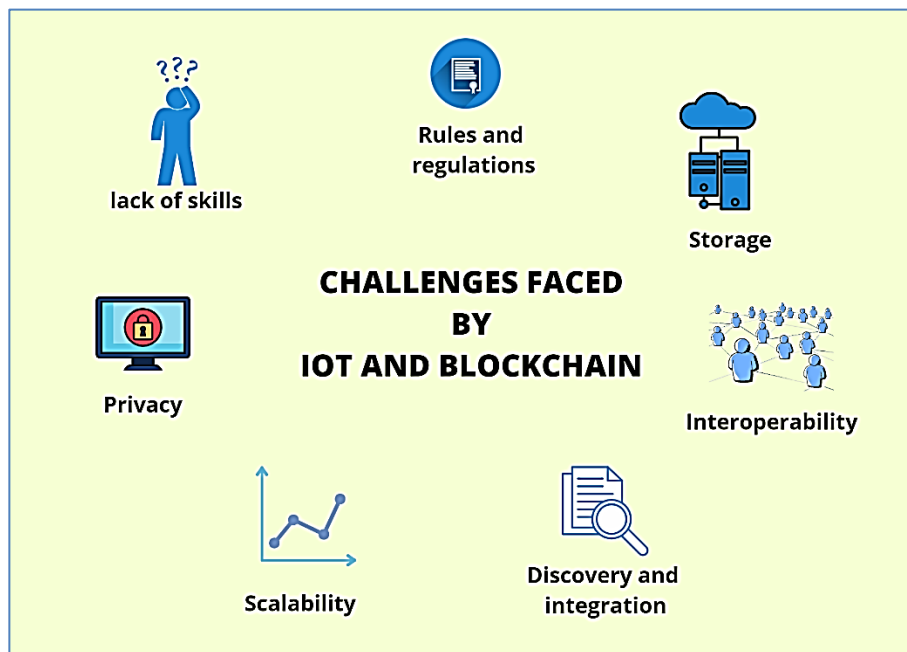 ???
lack of skills
Rules and
regulations
Storage
CHALLENGES FACED
BY
IOT AND BLOCKCHAIN
Privacy
Interoperability
Scalability
Discovery and
integration